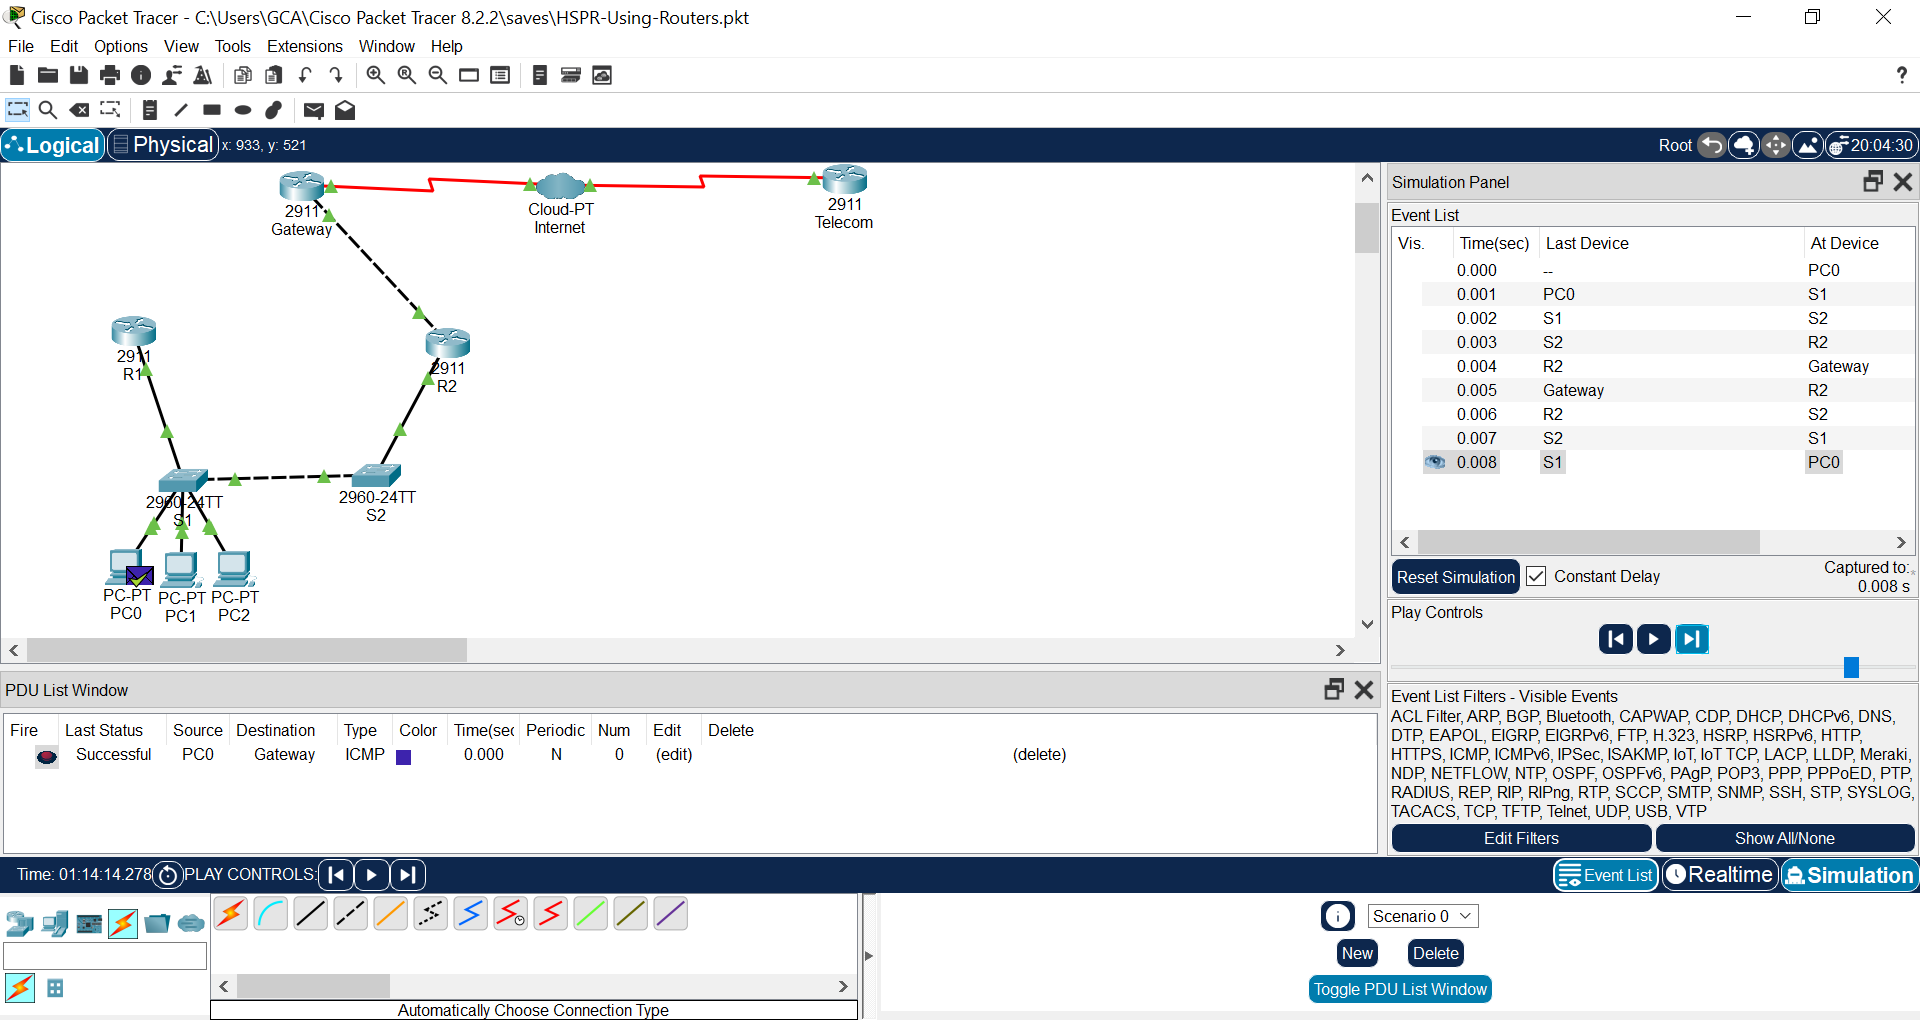 Cisco Packet Tracer - C:\Users\GCA\Cisco Packet Tracer 8.2.2\saves\HSPR-Using-Routers.pkt
File Edit Options View Tools Extensions Window Help
?
Logical Physical x: 933, y: 521 Root 20:04:30
2911
Gateway
Cloud-PT
Internet
2911
Telecom
2911
R1
2911
R2
2960-24TT
S1
2960-24TT
S2
PC-PT
PC0
PC-PT
PC1
PC-PT
PC2
Simulation Panel
Event List
Vis. Time(sec) Last Device At Device
0.000 -- PC0
0.001 PC0 S1
0.002 S1 S2
0.003 S2 R2
0.004 R2 Gateway
0.005 Gateway R2
0.006 R2 S2
0.007 S2 S1
0.008 S1 PC0
Reset Simulation Constant Delay Captured to:
0.008 s
Play Controls
Event List Filters - Visible Events
ACL Filter, ARP, BGP, Bluetooth, CAPWAP, CDP, DHCP, DHCPv6, DNS,
DTP, EAPOL, EIGRP, EIGRPv6, FTP, H.323, HSRP, HSRPv6, HTTP,
HTTPS, ICMP, ICMPv6, IPSec, ISAKMP, IoT, IoT TCP, LACP, LLDP, Meraki,
NDP, NETFLOW, NTP, OSPF, OSPFv6, PAgP, POP3, PPP, PPPoED, PTP,
RADIUS, REP, RIP, RIPng, RTP, SCCP, SMTP, SNMP, SSH, STP, SYSLOG,
TACACS, TCP, TFTP, Telnet, UDP, USB, VTP
Edit Filters Show All/None
PDU List Window
Fire Last Status Source Destination Type Color Time(sec Periodic Num Edit Delete
Successful PC0 Gateway ICMP 0.000 N 0 (edit) (delete)
Time: 01:14:14.278 PLAY CONTROLS: Event List Realtime Simulation
Scenario 0
New Delete
Toggle PDU List Window
Automatically Choose Connection Type